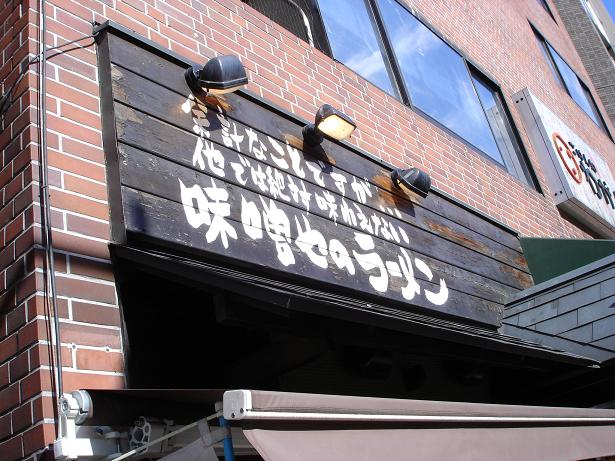 余計なことですが…
他では絶対味わえない
味噌やのラーメン